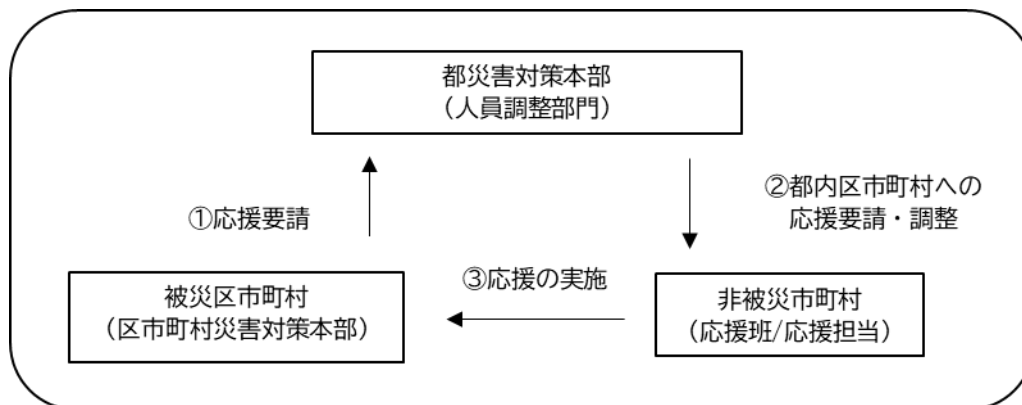 都災害対策本部
（人員調整部門）
①応援要請
②都内区市町村への
応援要請・調整
③応援の実施
被災区市町村
（区市町村災害対策本部）
非被災市町村
（応援班/応援担当）